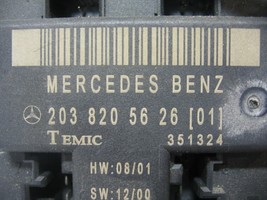 MERCEDES BENZ
203 820 56 26 [01]
TEMIC 351324
HW:08/01
SW:12/00